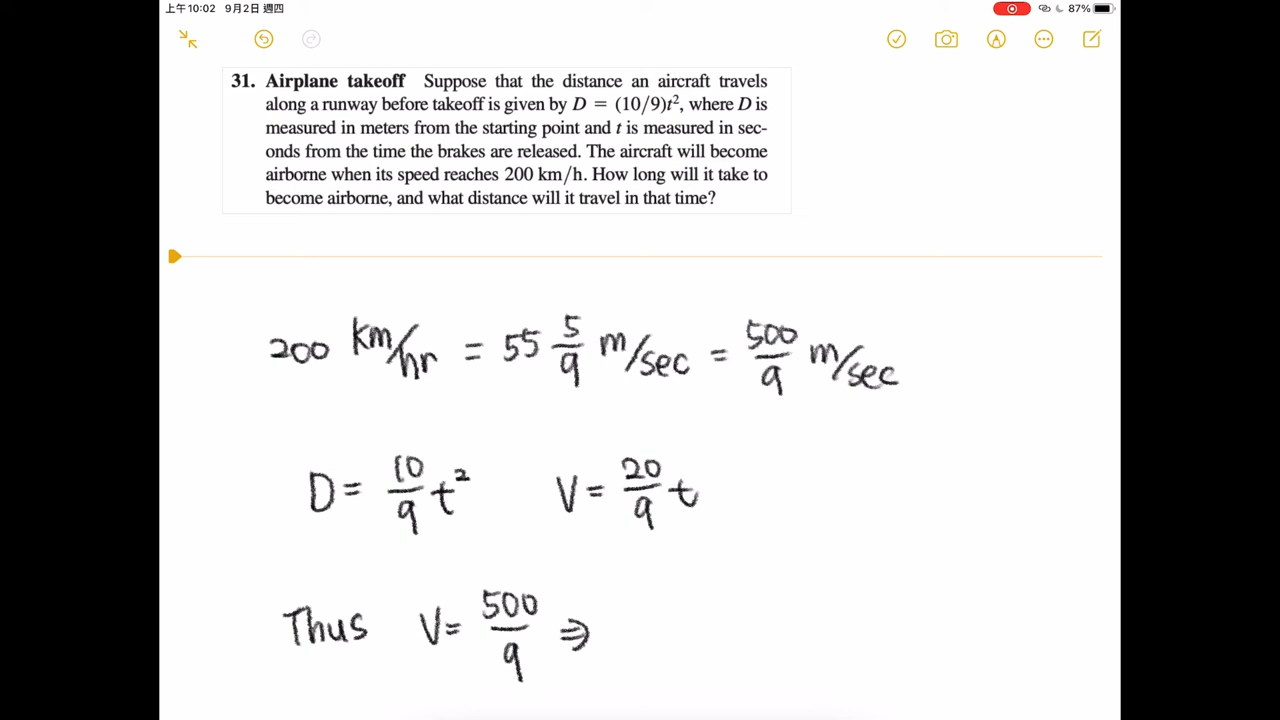 上午10:02 9月2日 週四 87%
31. Airplane takeoff Suppose that the distance an aircraft travels
along a runway before takeoff is given by D = (10/9)t², where D is
measured in meters from the starting point and t is measured in sec-
onds from the time the brakes are released. The aircraft will become
airborne when its speed reaches 200 km/h. How long will it take to
become airborne, and what distance will it travel in that time?
200 km/hr = 55 5/9 m/sec = 500/9 m/sec
D = 10/9 t² V = 20/9 t
Thus V = 500/9 ⇒